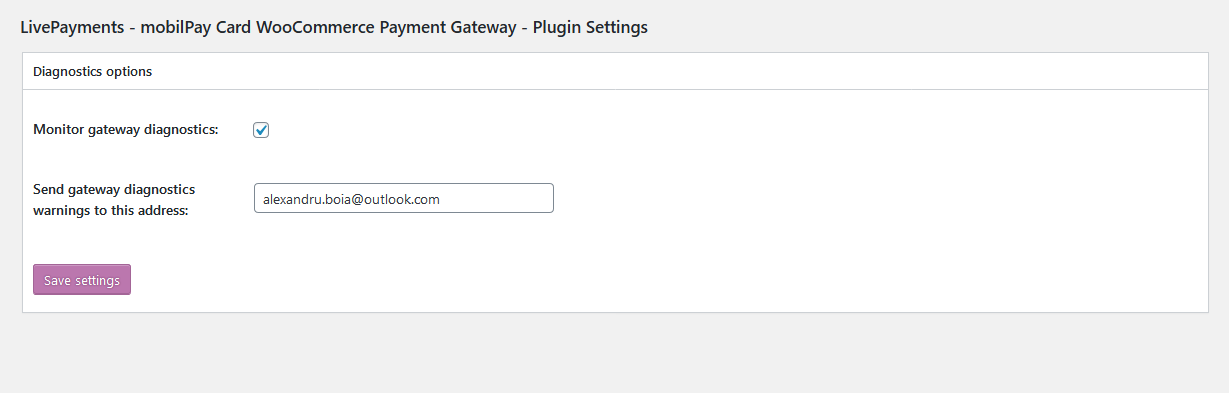 LivePayments - mobilPay Card WooCommerce Payment Gateway - Plugin Settings
Diagnostics options
Monitor gateway diagnostics:
Send gateway diagnostics
warnings to this address:
alexandru.boia@outlook.com
Save settings